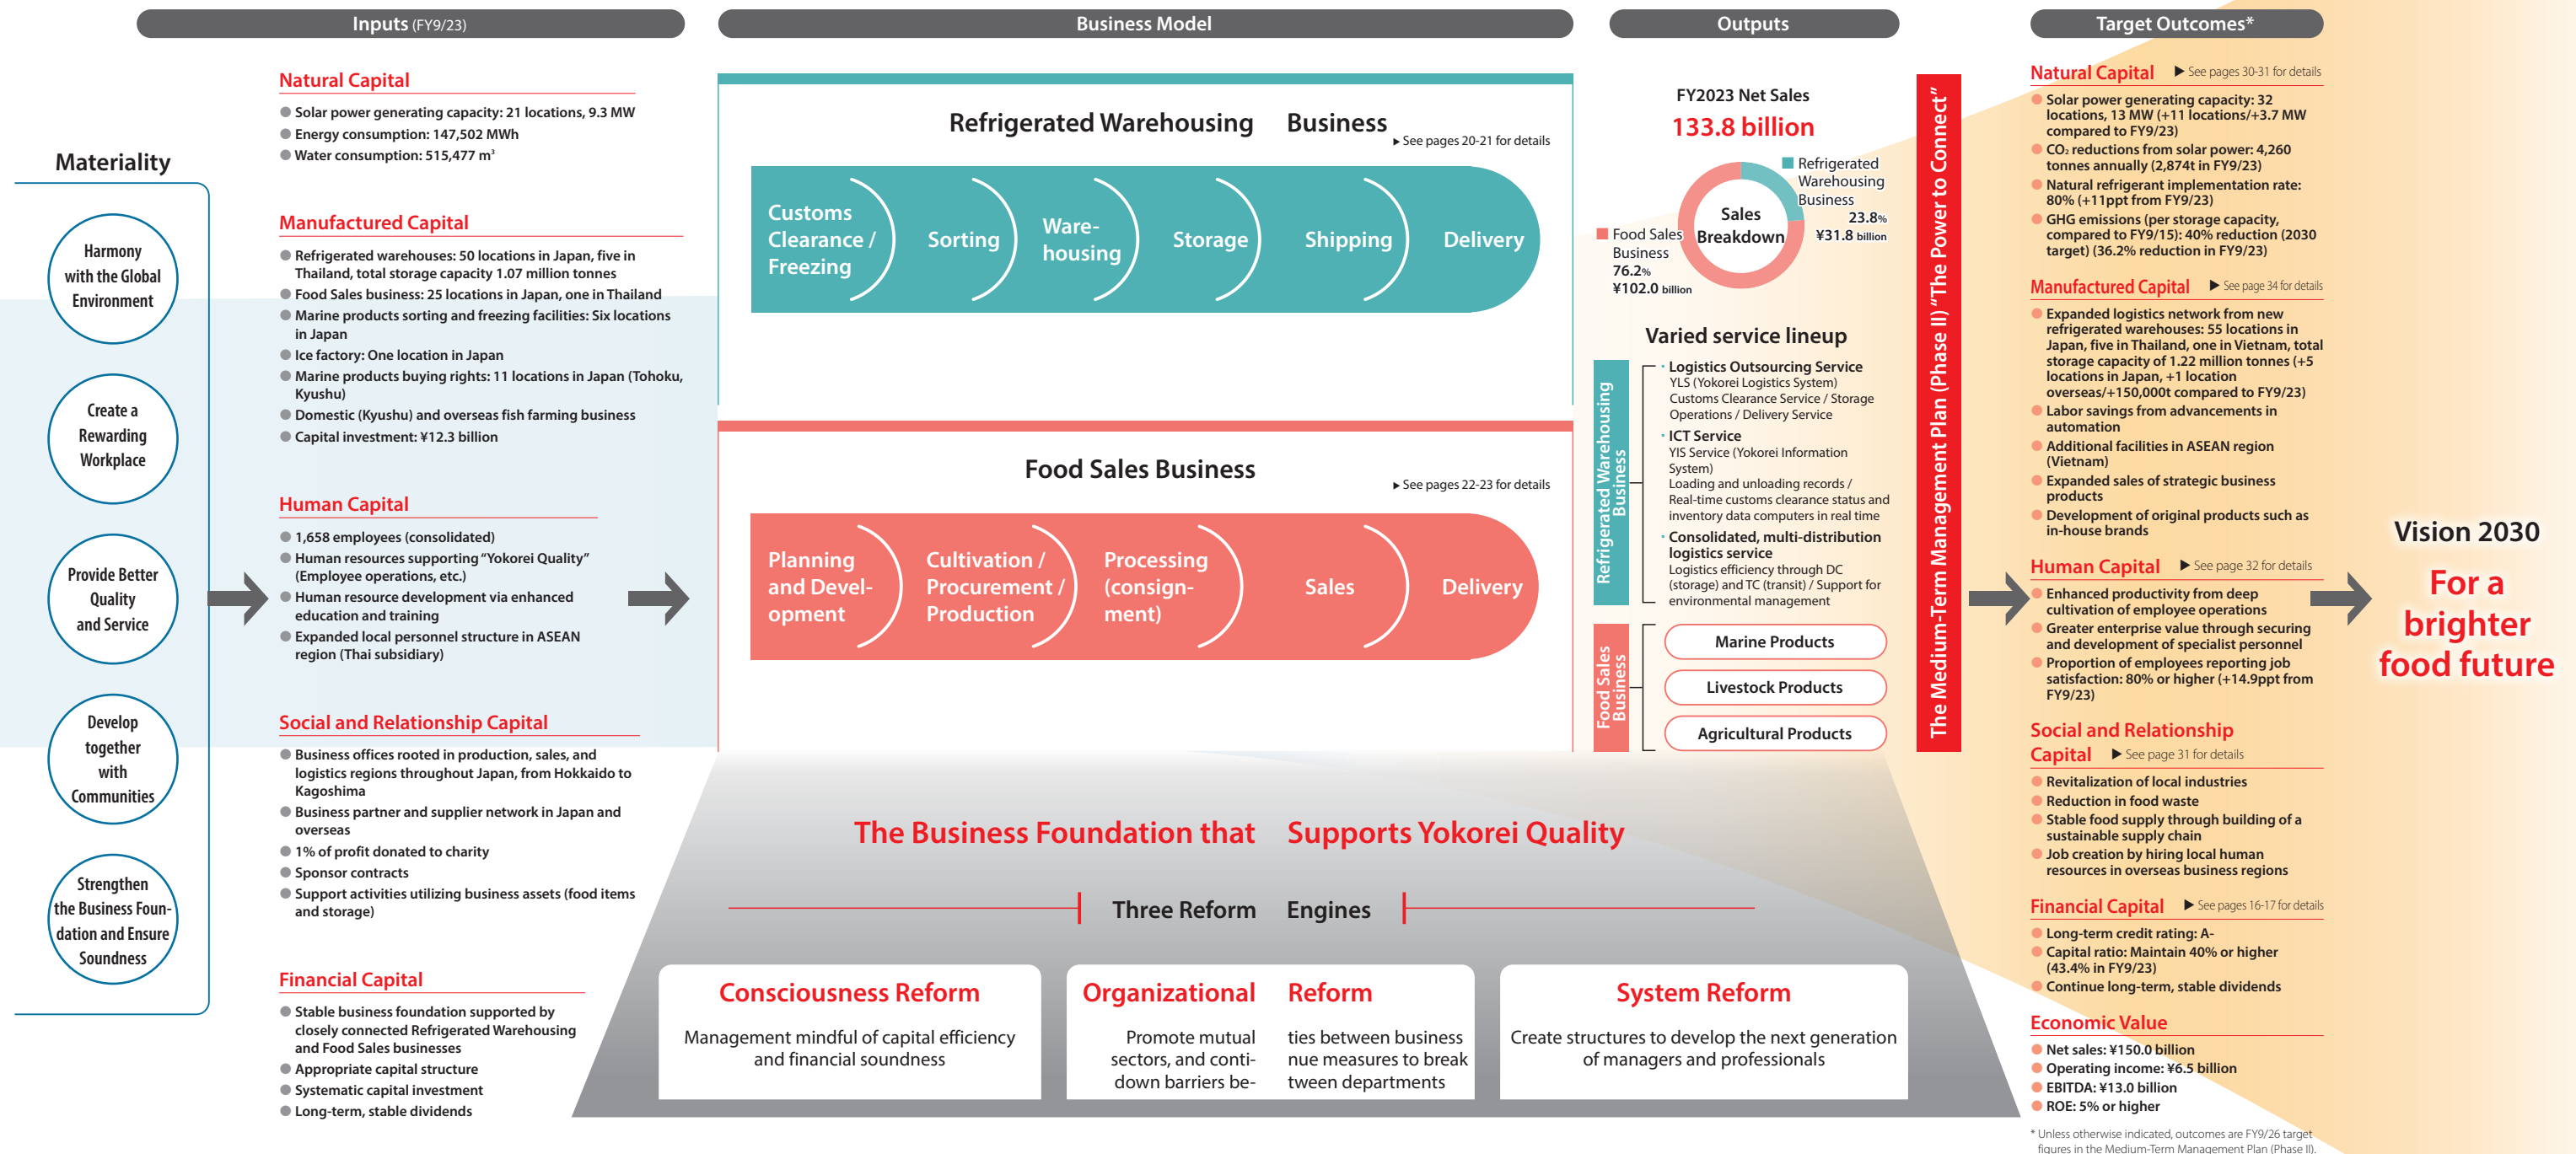 Inputs (FY9/23)
Business Model
Outputs
Target Outcomes*
Materiality
Harmony
with the Global
Environment
Create a
Rewarding
Workplace
Provide Better
Quality
and Service
Develop
together
with
Communities
Strengthen
the Business Foun-
dation and Ensure
Soundness
Natural Capital
Solar power generating capacity: 21 locations, 9.3 MW
Energy consumption: 147,502 MWh
Water consumption: 515,477 m³
Manufactured Capital
Refrigerated warehouses: 50 locations in Japan, five in
Thailand, total storage capacity 1.07 million tonnes
Food Sales business: 25 locations in Japan, one in Thailand
Marine products sorting and freezing facilities: Six locations
in Japan
Ice factory: One location in Japan
Marine products buying rights: 11 locations in Japan (Tohoku,
Kyushu)
Domestic (Kyushu) and overseas fish farming business
Capital investment: ¥12.3 billion
Human Capital
1,658 employees (consolidated)
Human resources supporting “Yokorei Quality”
(Employee operations, etc.)
Human resource development via enhanced
education and training
Expanded local personnel structure in ASEAN
region (Thai subsidiary)
Social and Relationship Capital
Business offices rooted in production, sales, and
logistics regions throughout Japan, from Hokkaido to
Kagoshima
Business partner and supplier network in Japan and
overseas
1% of profit donated to charity
Sponsor contracts
Support activities utilizing business assets (food items
and storage)
Financial Capital
Stable business foundation supported by
closely connected Refrigerated Warehousing
and Food Sales businesses
Appropriate capital structure
Systematic capital investment
Long-term, stable dividends
Refrigerated Warehousing Business
▶ See pages 20-21 for details
Customs
Clearance /
Freezing
Sorting
Ware-
housing
Storage
Shipping
Delivery
Food Sales Business
▶ See pages 22-23 for details
Planning
and Devel-
opment
Cultivation /
Procurement /
Production
Processing
(consign-
ment)
Sales
Delivery
The Business Foundation that Supports Yokorei Quality
Three Reform Engines
Consciousness Reform
Management mindful of capital efficiency
and financial soundness
Organizational Reform
Promote mutual ties between business
sectors, and conti- nue measures to break
down barriers be- tween departments
System Reform
Create structures to develop the next generation
of managers and professionals
FY2023 Net Sales
133.8 billion
Sales
Breakdown
Refrigerated
Warehousing
Business
23.8%
¥31.8 billion
Food Sales
Business
76.2%
¥102.0 billion
Varied service lineup
Refrigerated Warehousing
Business
・Logistics Outsourcing Service
YLS (Yokorei Logistics System)
Customs Clearance Service / Storage
Operations / Delivery Service
・ICT Service
YIS Service (Yokorei Information
System)
Loading and unloading records /
Real-time customs clearance status and
inventory data computers in real time
・Consolidated, multi-distribution
logistics service
Logistics efficiency through DC
(storage) and TC (transit) / Support for
environmental management
Food Sales
Business
Marine Products
Livestock Products
Agricultural Products
The Medium-Term Management Plan (Phase II) “The Power to Connect”
Natural Capital ▶ See pages 30-31 for details
Solar power generating capacity: 32
locations, 13 MW (+11 locations/+3.7 MW
compared to FY9/23)
CO₂ reductions from solar power: 4,260
tonnes annually (2,874t in FY9/23)
Natural refrigerant implementation rate:
80% (+11ppt from FY9/23)
GHG emissions (per storage capacity,
compared to FY9/15): 40% reduction (2030
target) (36.2% reduction in FY9/23)
Manufactured Capital ▶ See page 34 for details
Expanded logistics network from new
refrigerated warehouses: 55 locations in
Japan, five in Thailand, one in Vietnam, total
storage capacity of 1.22 million tonnes (+5
locations in Japan, +1 location
overseas/+150,000t compared to FY9/23)
Labor savings from advancements in
automation
Additional facilities in ASEAN region
(Vietnam)
Expanded sales of strategic business
products
Development of original products such as
in-house brands
Human Capital ▶ See page 32 for details
Enhanced productivity from deep
cultivation of employee operations
Greater enterprise value through securing
and development of specialist personnel
Proportion of employees reporting job
satisfaction: 80% or higher (+14.9ppt from
FY9/23)
Social and Relationship
Capital ▶ See page 31 for details
Revitalization of local industries
Reduction in food waste
Stable food supply through building of a
sustainable supply chain
Job creation by hiring local human
resources in overseas business regions
Financial Capital ▶ See pages 16-17 for details
Long-term credit rating: A-
Capital ratio: Maintain 40% or higher
(43.4% in FY9/23)
Continue long-term, stable dividends
Economic Value
Net sales: ¥150.0 billion
Operating income: ¥6.5 billion
EBITDA: ¥13.0 billion
ROE: 5% or higher
* Unless otherwise indicated, outcomes are FY9/26 target
figures in the Medium-Term Management Plan (Phase II).
Vision 2030
For a
brighter
food future